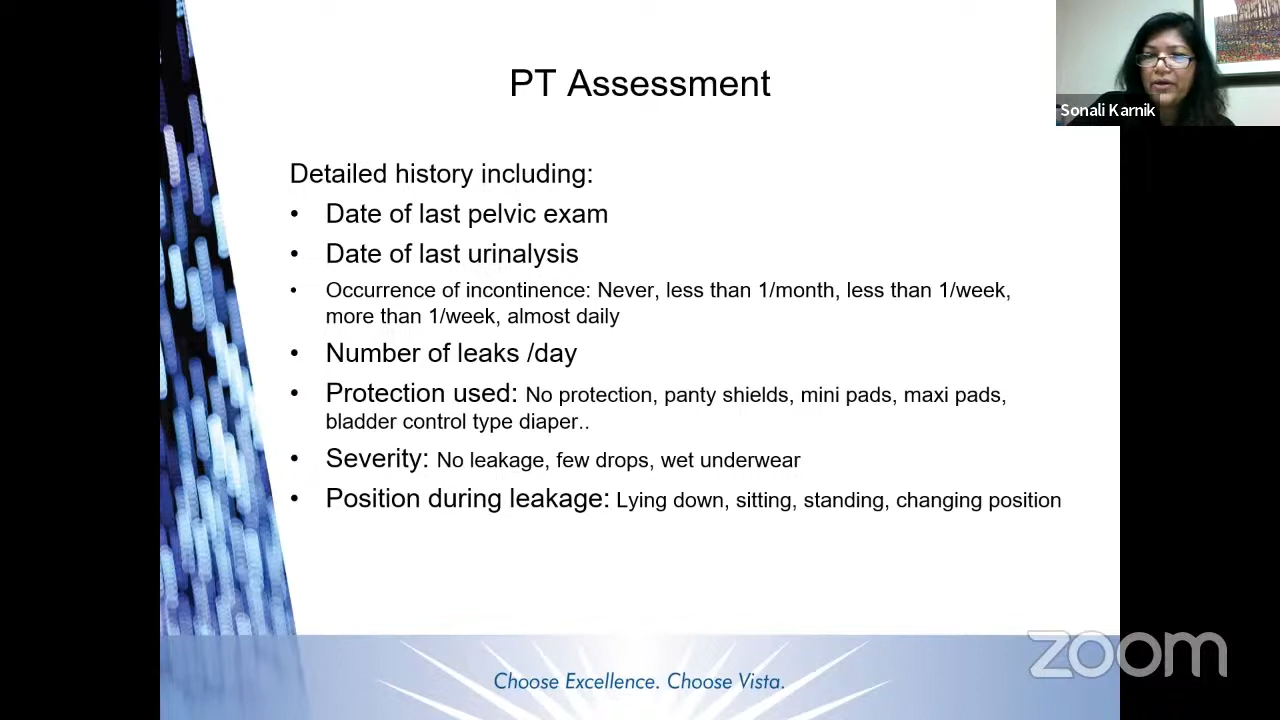 PT Assessment
Sonali Karnik
Detailed history including:
• Date of last pelvic exam
• Date of last urinalysis
• Occurrence of incontinence: Never, less than 1/month, less than 1/week,
more than 1/week, almost daily
• Number of leaks /day
• Protection used: No protection, panty shields, mini pads, maxi pads,
bladder control type diaper..
• Severity: No leakage, few drops, wet underwear
• Position during leakage: Lying down, sitting, standing, changing position
Choose Excellence. Choose Vista.
zoom